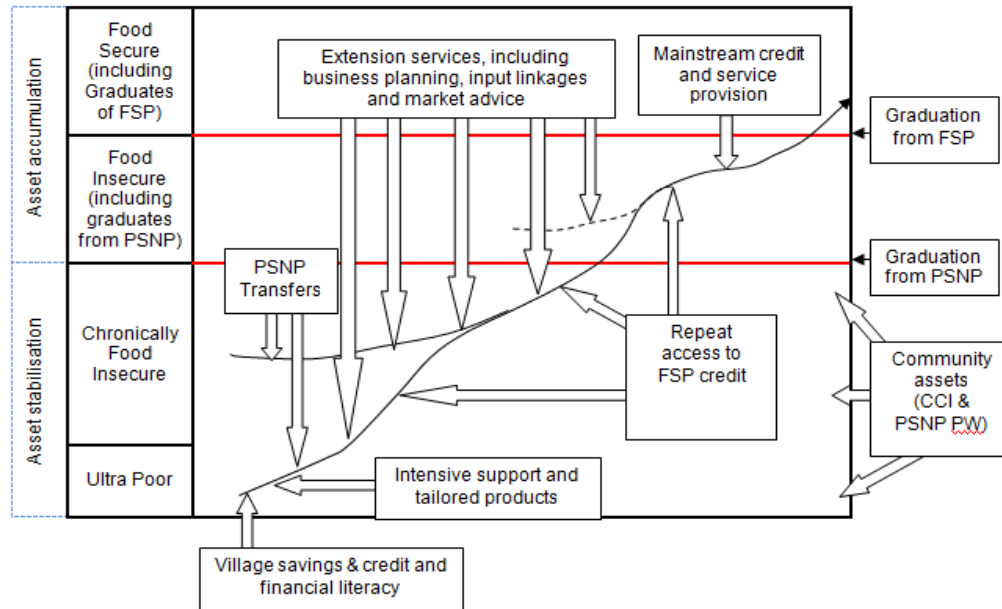 Asset accumulation
Food
Secure
(including
Graduates
of FSP)
Food
Insecure
(including
graduates
from PSNP)
Asset stabilisation
Chronically
Food
Insecure
Ultra Poor
Extension services, including
business planning, input linkages
and market advice
Mainstream credit
and service
provision
Graduation
from FSP
PSNP
Transfers
Graduation
from PSNP
Repeat
access to
FSP credit
Community
assets
(CCI &
PSNP PW)
Intensive support and
tailored products
Village savings & credit and
financial literacy